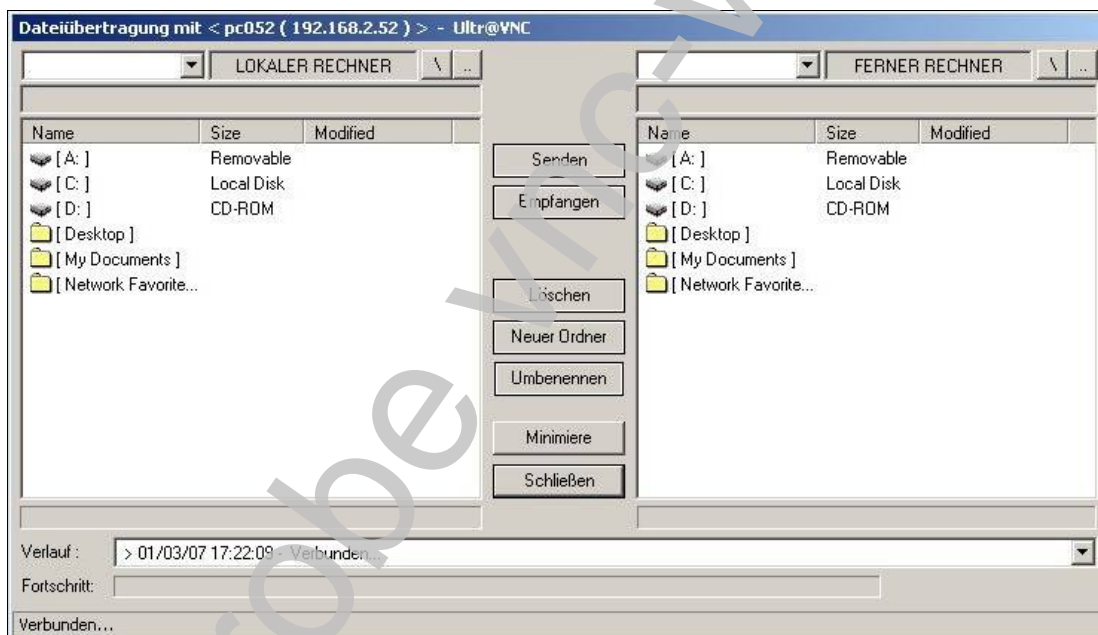 Dateiübertragung mit < pc052 ( 192.168.2.52 ) > - Ultr@VNC
LOKALER RECHNER \ ..
FERNER RECHNER \ ..
Name Size Modified
[ A: ] Removable
[ C: ] Local Disk
[ D: ] CD-ROM
[ Desktop ]
[ My Documents ]
[ Network Favorite...
Senden
Empfangen
Löschen
Neuer Ordner
Umbenennen
Minimiere
Schließen
Name Size Modified
[ A: ] Removable
[ C: ] Local Disk
[ D: ] CD-ROM
[ Desktop ]
[ My Documents ]
[ Network Favorite...
Verlauf : > 01/03/07 17:22:09 - Verbunden...
Fortschritt:
Verbunden...